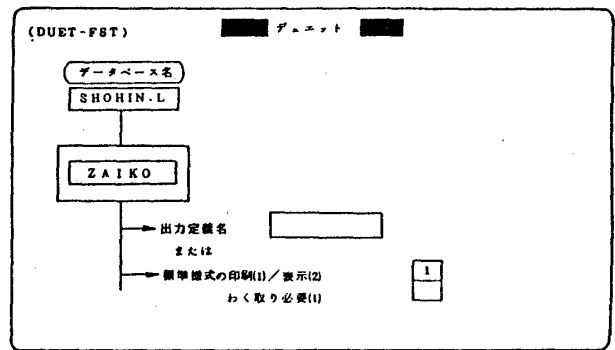 (DUET-FST) デュエット
データベース名
SHOHIN.L
ZAIKO
出力定義名
または
標準様式の印刷(1)/表示(2) 1
わく取り必要(1)